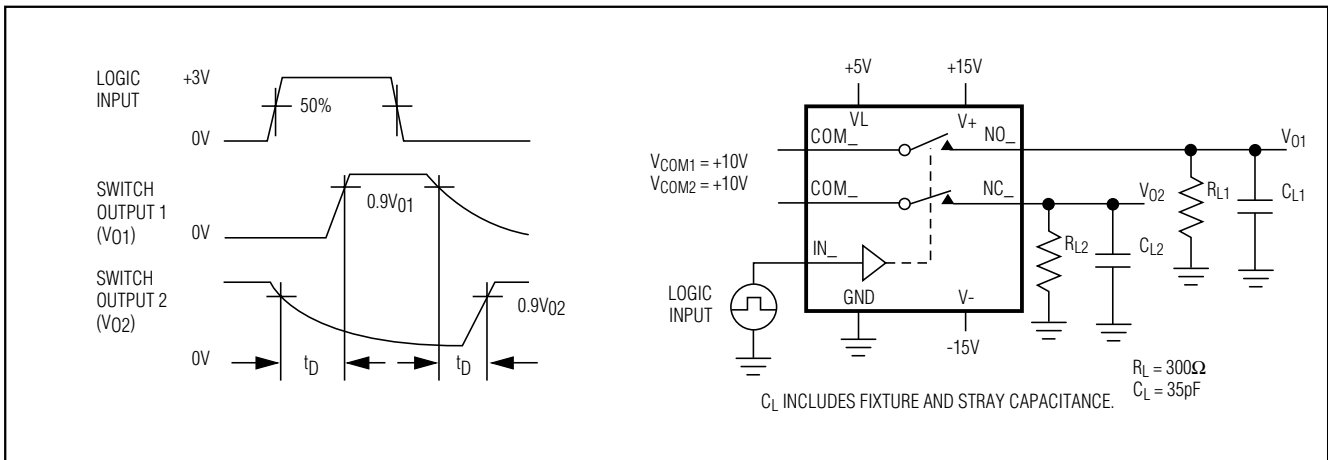 LOGIC
INPUT
+3V
50%
0V
SWITCH
OUTPUT 1
(VO1)
0V
0.9V01
SWITCH
OUTPUT 2
(VO2)
0V
0.9V02
tD
tD
+5V
+15V
VL
V+
COM_
NO_
VO1
VCOM1 = +10V
VCOM2 = +10V
COM_
NC_
VO2
RL1
CL1
RL2
CL2
IN_
LOGIC
INPUT
GND
V-
-15V
RL = 300Ω
CL = 35pF
CL INCLUDES FIXTURE AND STRAY CAPACITANCE.